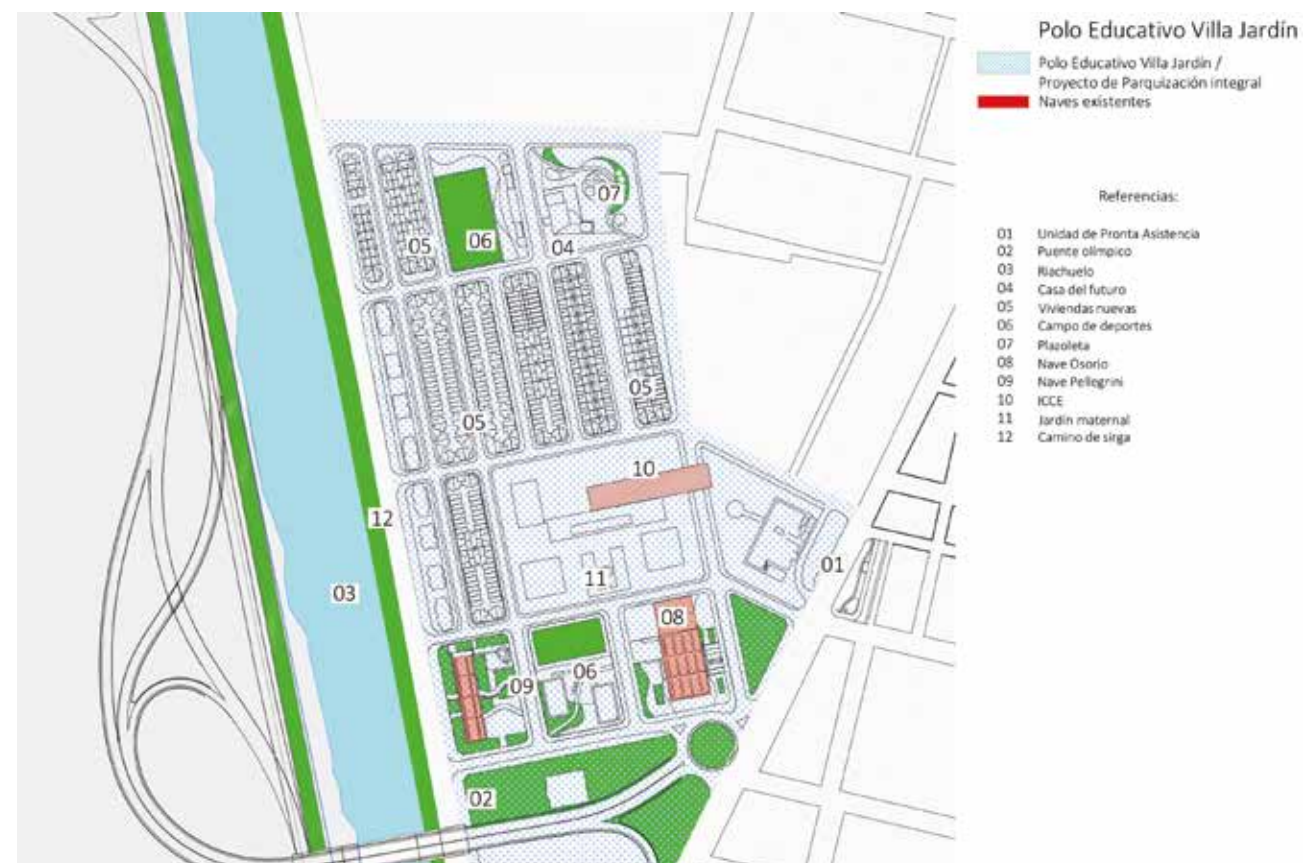 Polo Educativo Villa Jardín
Polo Educativo Villa Jardín /
Proyecto de Parquización integral
Naves existentes
Referencias:
01 Unidad de Pronta Asistencia
02 Puente olímpico
03 Riachuelo
04 Casa del futuro
05 Viviendas nuevas
06 Campo de deportes
07 Plazoleta
08 Nave Osorio
09 Nave Pellegrini
10 ICCE
11 Jardín maternal
12 Camino de sirga
07
05
06
04
05
05
10
12
01
11
03
08
06
09
02